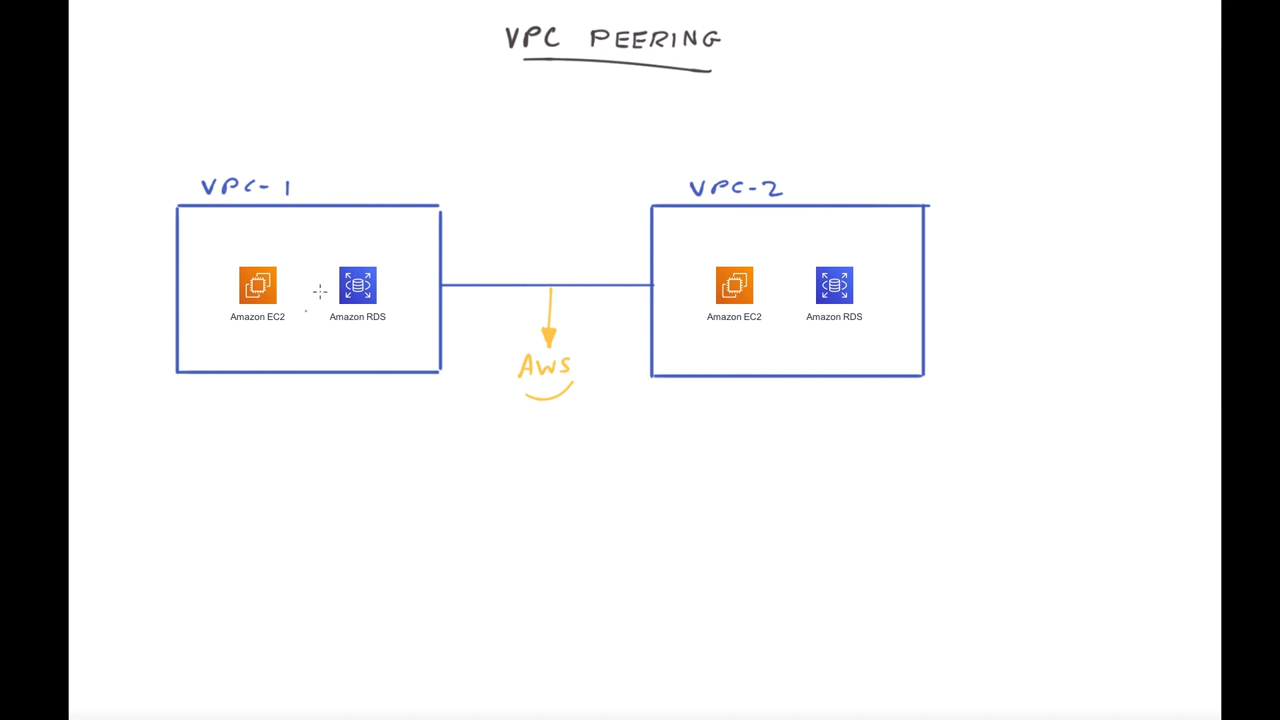 VPC PEERING
VPC-1
VPC-2
Amazon EC2
Amazon RDS
Amazon EC2
Amazon RDS
AWS